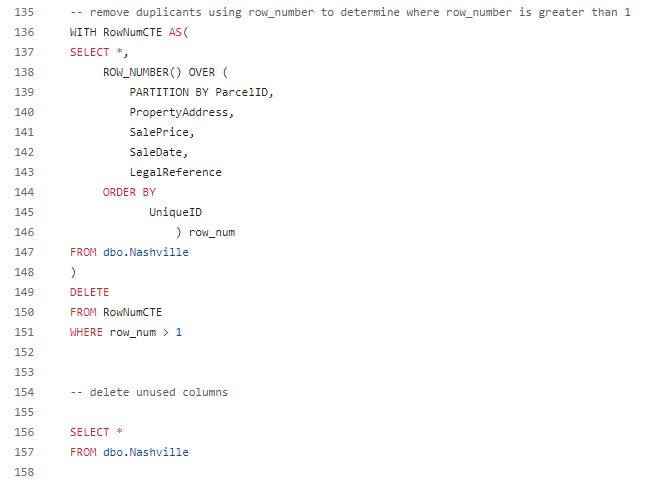 135 -- remove duplicants using row_number to determine where row_number is greater than 1
136 WITH RowNumCTE AS(
137 SELECT *,
138 ROW_NUMBER() OVER (
139 PARTITION BY ParcelID,
140 PropertyAddress,
141 SalePrice,
142 SaleDate,
143 LegalReference
144 ORDER BY
145 UniqueID
146 ) row_num
147 FROM dbo.Nashville
148 )
149 DELETE
150 FROM RowNumCTE
151 WHERE row_num > 1
152
153
154 -- delete unused columns
155
156 SELECT *
157 FROM dbo.Nashville
158